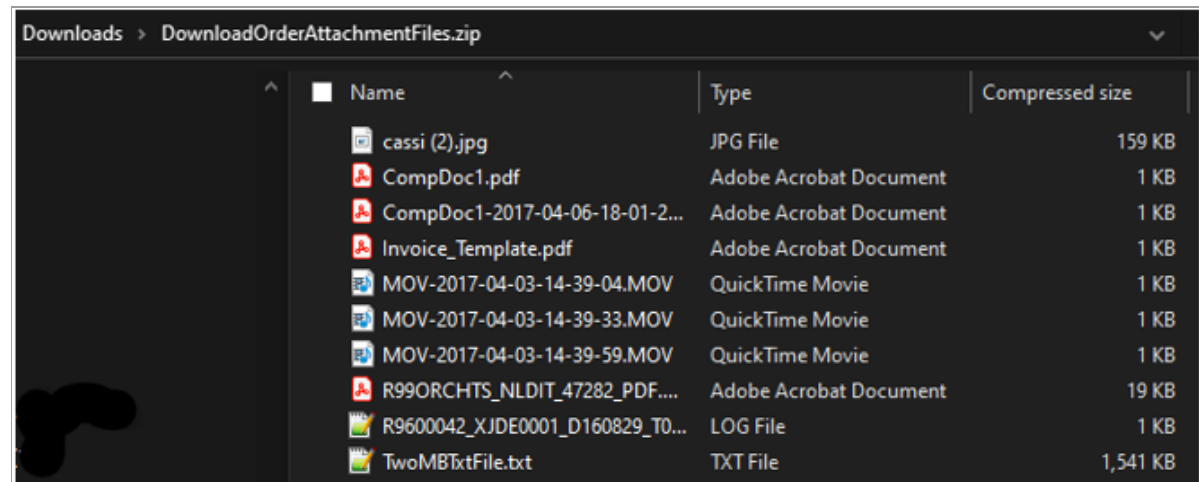 Downloads > DownloadOrderAttachmentFiles.zip
Name Type Compressed size
cassi (2).jpg JPG File 159 KB
CompDoc1.pdf Adobe Acrobat Document 1 KB
CompDoc1-2017-04-06-18-01-2... Adobe Acrobat Document 1 KB
Invoice_Template.pdf Adobe Acrobat Document 1 KB
MOV-2017-04-03-14-39-04.MOV QuickTime Movie 1 KB
MOV-2017-04-03-14-39-33.MOV QuickTime Movie 1 KB
MOV-2017-04-03-14-39-59.MOV QuickTime Movie 1 KB
R99ORCHTS_NLDIT_47282_PDF.... Adobe Acrobat Document 19 KB
R9600042_XJDE0001_D160829_T0... LOG File 1 KB
TwoMBTxtFile.txt TXT File 1,541 KB